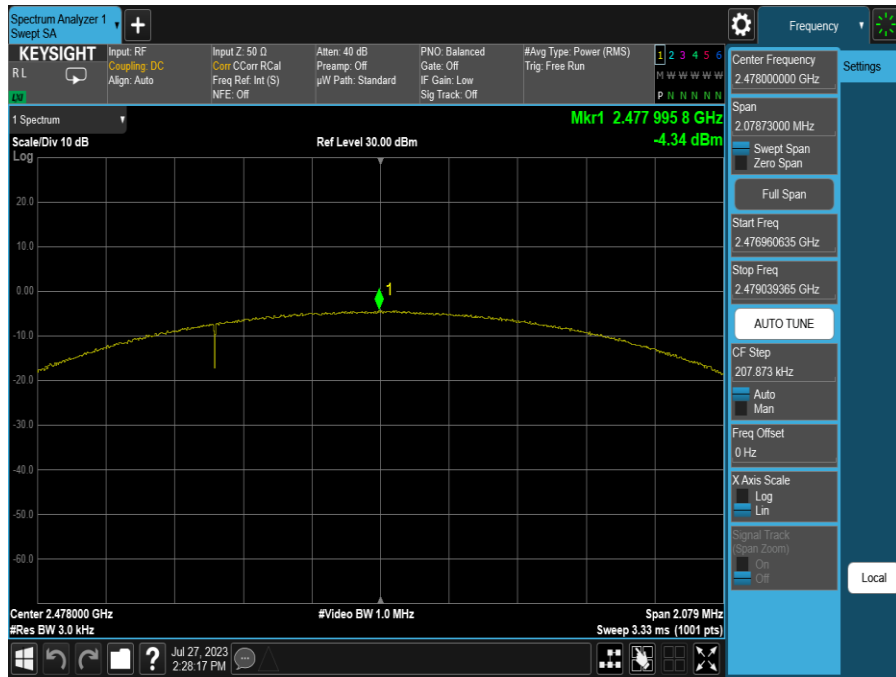 Spectrum Analyzer 1
Swept SA
Frequency
KEYSIGHT
R L
LXI
Input: RF
Coupling: DC
Align: Auto
Input Z: 50 Ω
Corr CCorr RCal
Freq Ref: Int (S)
NFE: Off
Atten: 40 dB
Preamp: Off
µW Path: Standard
PNO: Balanced
Gate: Off
IF Gain: Low
Sig Track: Off
#Avg Type: Power (RMS)
Trig: Free Run
1 2 3 4 5 6
M W W W W W
P N N N N N
1 Spectrum
Scale/Div 10 dB
Log
Ref Level 30.00 dBm
Mkr1 2.477 995 8 GHz
-4.34 dBm
20.0
10.0
0.00
-10.0
-20.0
-30.0
-40.0
-50.0
-60.0
1
Center 2.478000 GHz
#Res BW 3.0 kHz
#Video BW 1.0 MHz
Span 2.079 MHz
Sweep 3.33 ms (1001 pts)
Center Frequency
2.478000000 GHz
Span
2.07873000 MHz
Swept Span
Zero Span
Full Span
Start Freq
2.476960635 GHz
Stop Freq
2.479039365 GHz
AUTO TUNE
CF Step
207.873 kHz
Auto
Man
Freq Offset
0 Hz
X Axis Scale
Log
Lin
Signal Track
(Span Zoom)
On
Off
Settings
Local
?
Jul 27, 2023
2:28:17 PM